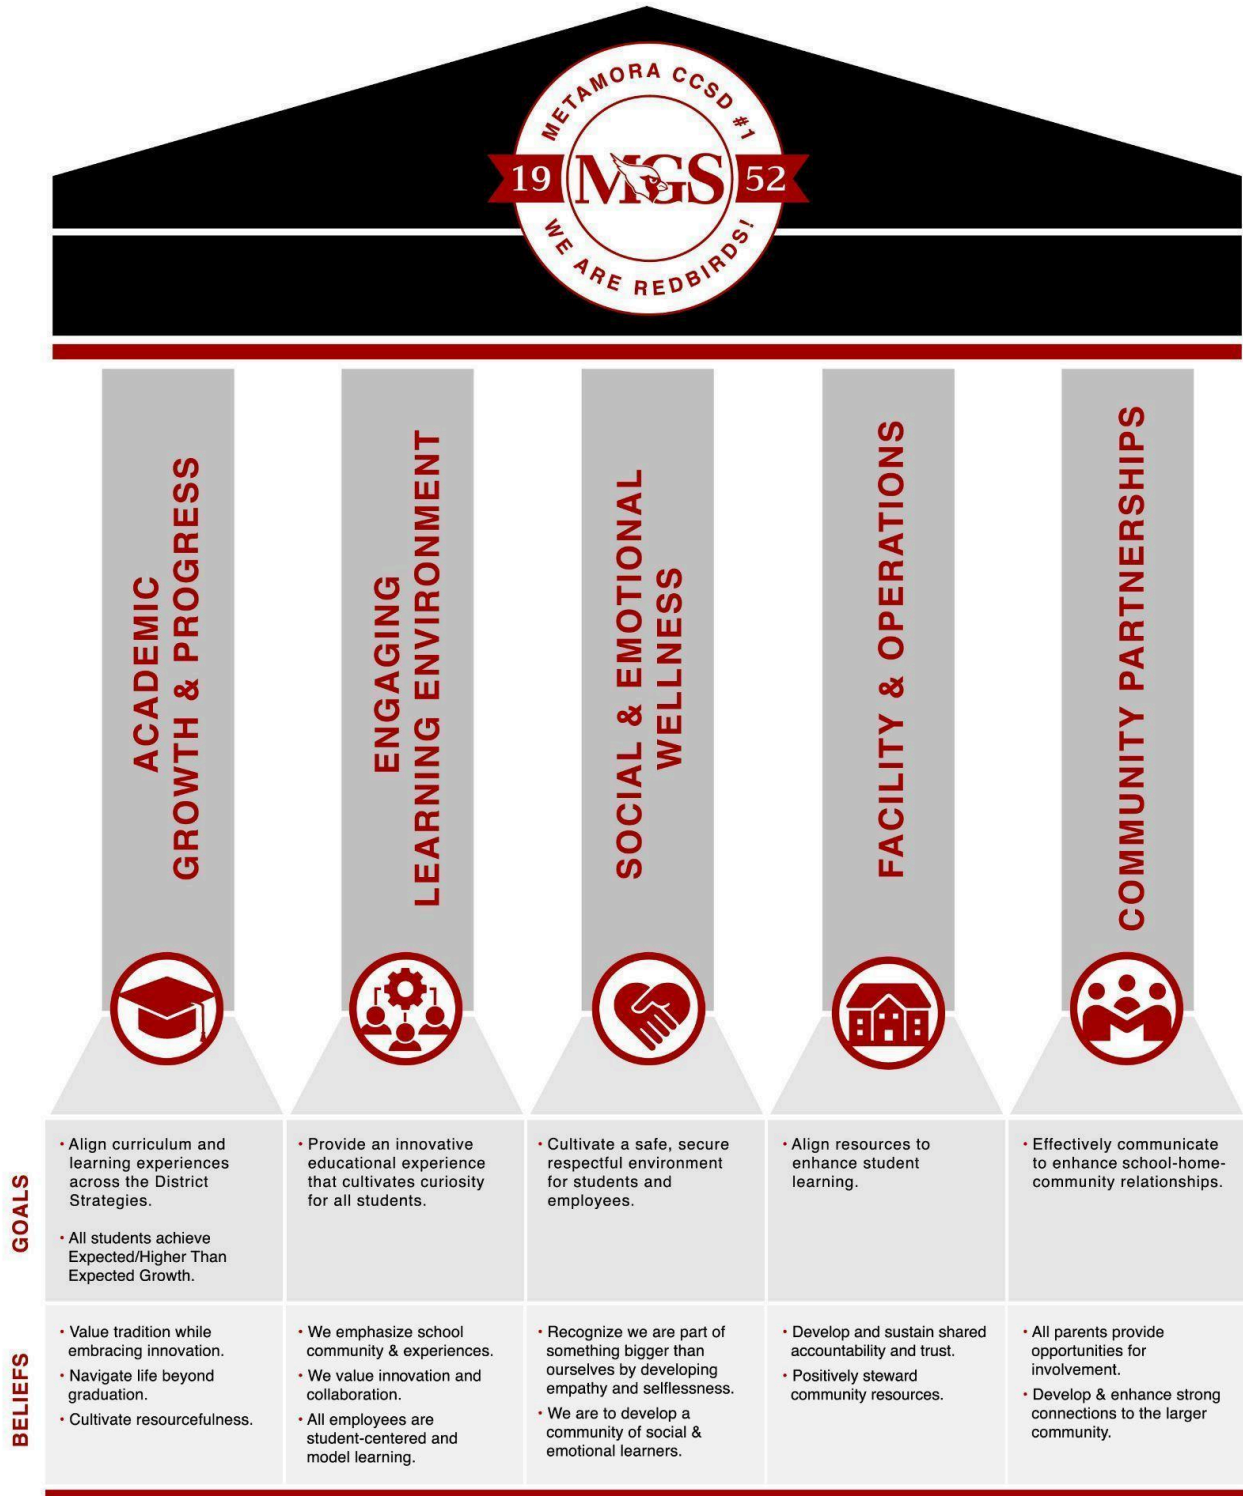 METAMORA CCSD #1
19 MGS 52
WE ARE REDBIRDS!
ACADEMIC
GROWTH & PROGRESS
ENGAGING
LEARNING ENVIRONMENT
SOCIAL & EMOTIONAL
WELLNESS
FACILITY & OPERATIONS
COMMUNITY PARTNERSHIPS
GOALS
• Align curriculum and
learning experiences
across the District
Strategies.
• All students achieve
Expected/Higher Than
Expected Growth.
• Provide an innovative
educational experience
that cultivates curiosity
for all students.
• Cultivate a safe, secure
respectful environment
for students and
employees.
• Align resources to
enhance student
learning.
• Effectively communicate
to enhance school-home-
community relationships.
BELIEFS
• Value tradition while
embracing innovation.
• Navigate life beyond
graduation.
• Cultivate resourcefulness.
• We emphasize school
community & experiences.
• We value innovation and
collaboration.
• All employees are
student-centered and
model learning.
• Recognize we are part of
something bigger than
ourselves by developing
empathy and selflessness.
• We are to develop a
community of social &
emotional learners.
• Develop and sustain shared
accountability and trust.
• Positively steward
community resources.
• All parents provide
opportunities for
involvement.
• Develop & enhance strong
connections to the larger
community.